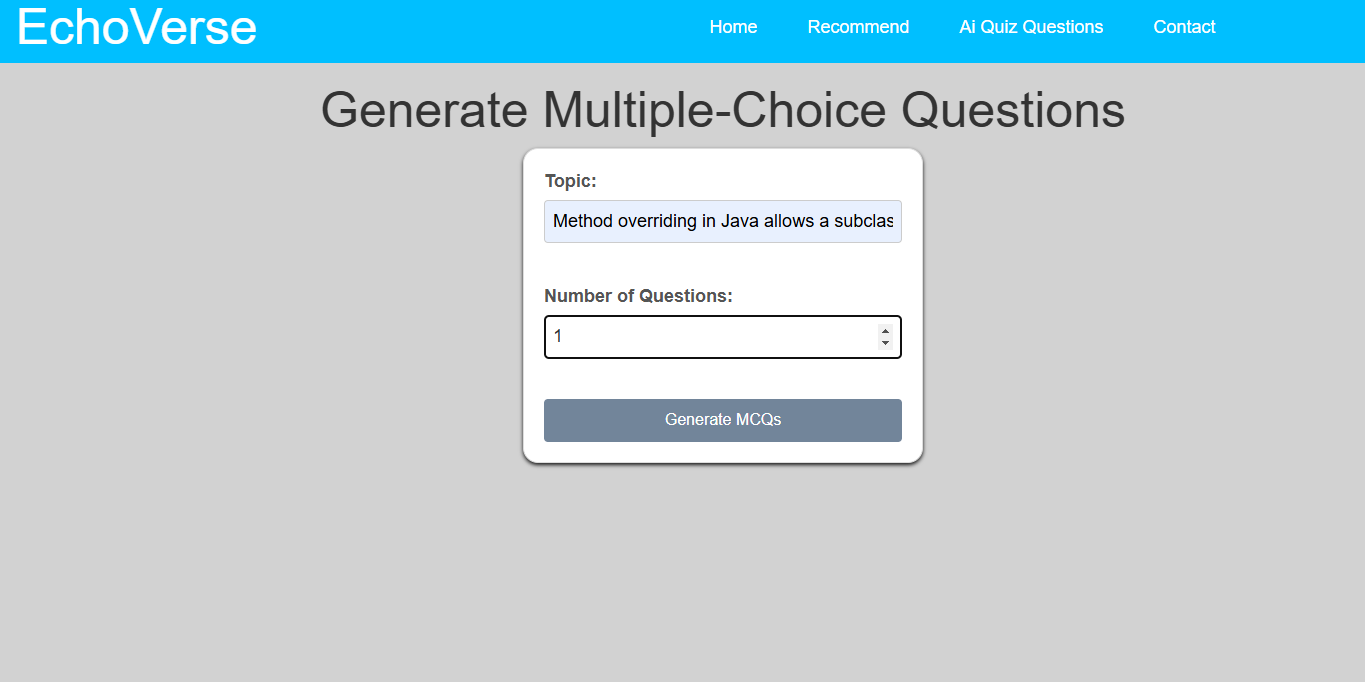 EchoVerse
Home Recommend Ai Quiz Questions Contact
Generate Multiple-Choice Questions
Topic:
Method overriding in Java allows a subclas
Number of Questions:
1
Generate MCQs